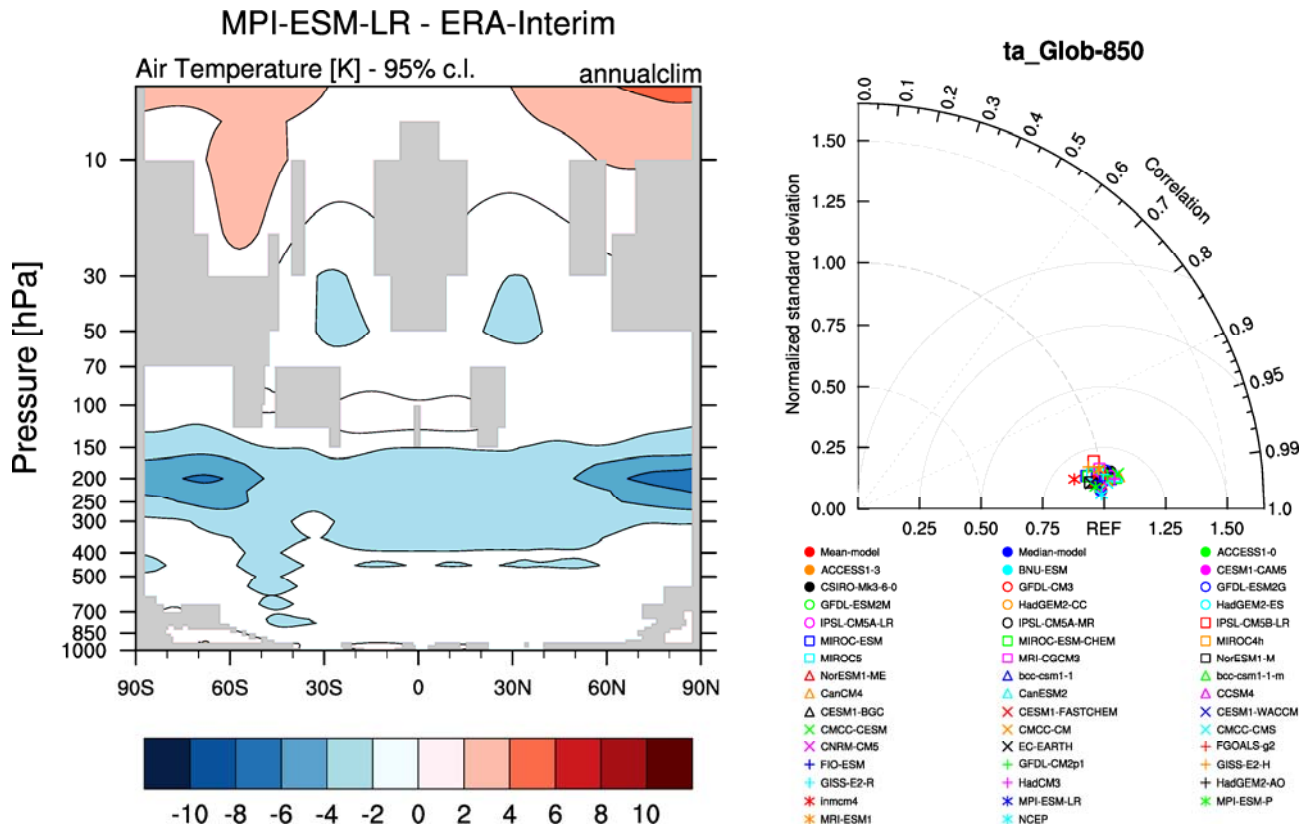 MPI-ESM-LR - ERA-Interim
Air Temperature [K] - 95% c.l.
annualclim
Pressure [hPa]
10
30
50
70
100
150
200
250
300
400
500
700
850
1000
90S 60S 30S 0 30N 60N 90N
-10 -8 -6 -4 -2 0 2 4 6 8 10
ta_Glob-850
Normalized standard deviation
1.50
1.25
1.00
0.75
0.50
0.25
0.00
0.0 0.1 0.2 0.3 0.4 0.5 0.6 0.7 0.8 0.9 0.95 0.99 1.0
Correlation
0.25 0.50 0.75 REF 1.25 1.50
Mean-model Median-model ACCESS1-0
ACCESS1-3 BNU-ESM CESM1-CAM5
CSIRO-Mk3-6-0 GFDL-CM3 GFDL-ESM2G
GFDL-ESM2M HadGEM2-CC HadGEM2-ES
IPSL-CM5A-LR IPSL-CM5A-MR IPSL-CM5B-LR
MIROC-ESM MIROC-ESM-CHEM MIROC4h
MIROC5 MRI-CGCM3 NorESM1-M
NorESM1-ME bcc-csm1-1 bcc-csm1-1-m
CanCM4 CanESM2 CCSM4
CESM1-BGC CESM1-FASTCHEM CESM1-WACCM
CMCC-CESM CMCC-CM CMCC-CMS
CNRM-CM5 EC-EARTH FGOALS-g2
FIO-ESM GFDL-CM2p1 GISS-E2-H
GISS-E2-R HadCM3 HadGEM2-AO
inmcm4 MPI-ESM-LR MPI-ESM-P
MRI-ESM1 NCEP